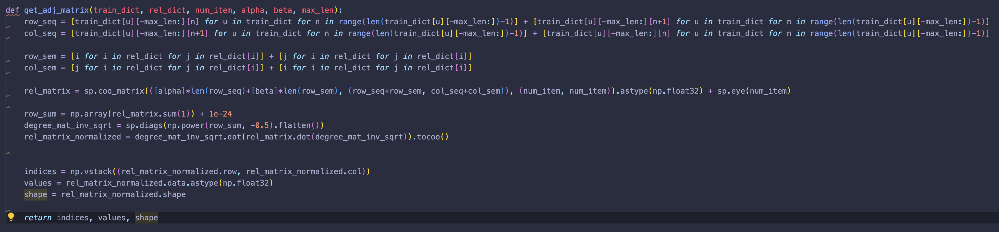 def get_adj_matrix(train_dict, rel_dict, num_item, alpha, beta, max_len):
    row_seq = [train_dict[u][-max_len:][n] for u in train_dict for n in range(len(train_dict[u][-max_len:])-1)] + [train_dict[u][-max_len:][n+1] for u in train_dict for n in range(len(train_dict[u][-max_len:])-1)]
    col_seq = [train_dict[u][-max_len:][n+1] for u in train_dict for n in range(len(train_dict[u][-max_len:])-1)] + [train_dict[u][-max_len:][n] for u in train_dict for n in range(len(train_dict[u][-max_len:])-1)]
    row_sem = [i for i in rel_dict for j in rel_dict[i]] + [j for i in rel_dict for j in rel_dict[i]]
    col_sem = [j for i in rel_dict for j in rel_dict[i]] + [i for i in rel_dict for j in rel_dict[i]]
    rel_matrix = sp.coo_matrix(([alpha]*len(row_seq)+[beta]*len(row_sem), (row_seq+row_sem, col_seq+col_sem)), (num_item, num_item)).astype(np.float32) + sp.eye(num_item)
    row_sum = np.array(rel_matrix.sum(1)) + 1e-24
    degree_mat_inv_sqrt = sp.diags(np.power(row_sum, -0.5).flatten())
    rel_matrix_normalized = degree_mat_inv_sqrt.dot(rel_matrix.dot(degree_mat_inv_sqrt)).tocoo()
    indices = np.vstack((rel_matrix_normalized.row, rel_matrix_normalized.col))
    values = rel_matrix_normalized.data.astype(np.float32)
    shape = rel_matrix_normalized.shape
    return indices, values, shape